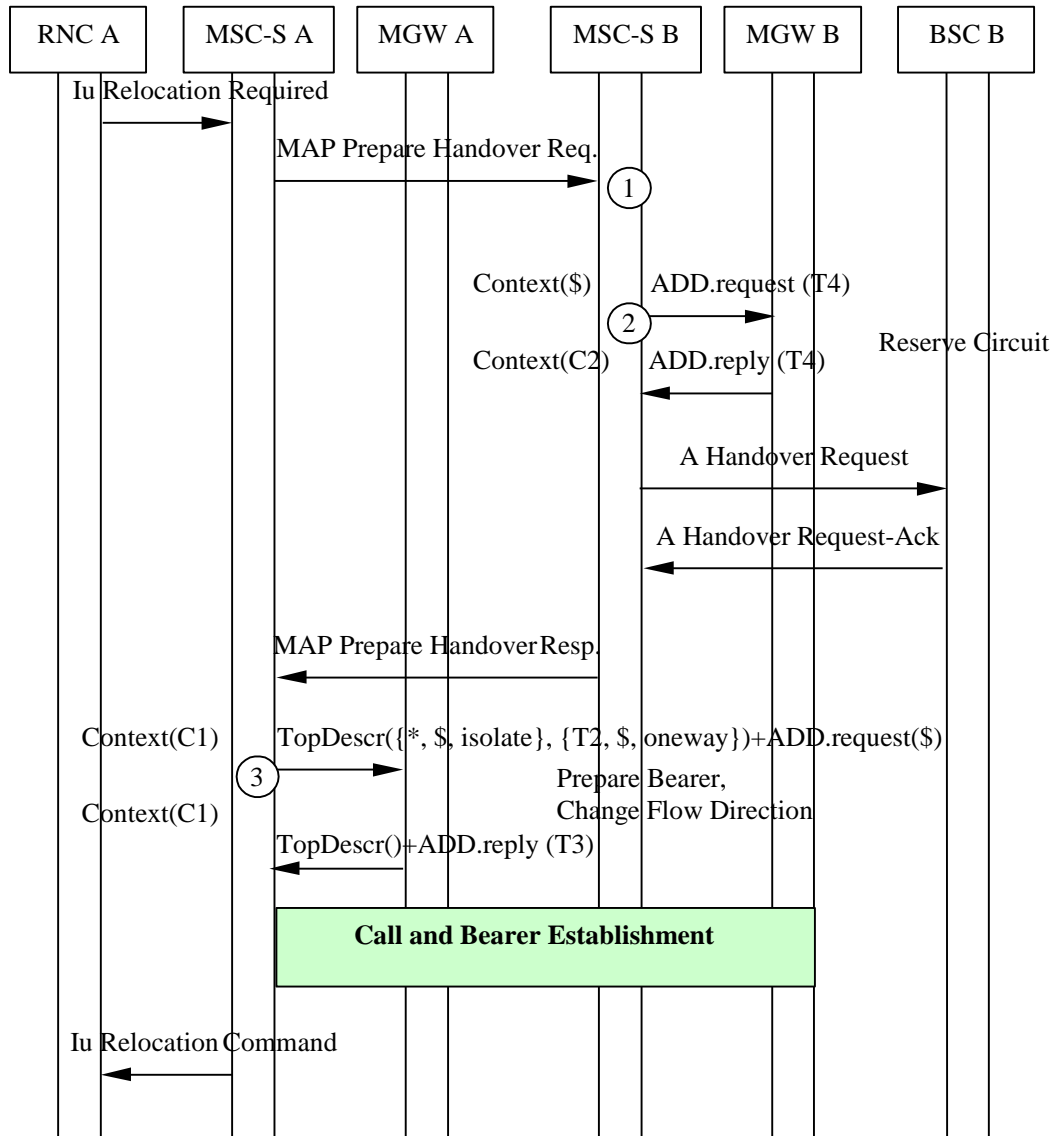 RNC A MSC-S A MGW A MSC-S B MGW B BSC B
Iu Relocation Required
MAP Prepare Handover Req.
1
Context($) ADD.request (T4)
2
Reserve Circuit
Context(C2) ADD.reply (T4)
A Handover Request
A Handover Request-Ack
MAP Prepare Handover Resp.
Context(C1) TopDescr({*, $, isolate}, {T2, $, oneway})+ADD.request($)
3
Prepare Bearer,
Change Flow Direction
Context(C1)
TopDescr()+ADD.reply (T3)
Call and Bearer Establishment
Iu Relocation Command